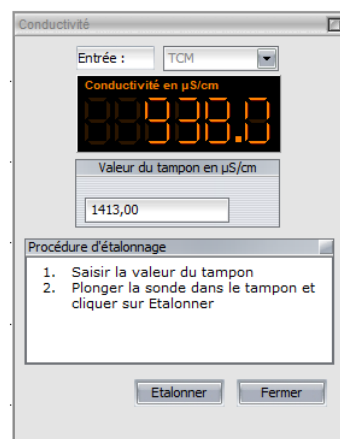 Conductivité
Entrée :
TCM
Conductivité en µS/cm
938.0
Valeur du tampon en µS/cm
1413,00
Procédure d'étalonnage
1. Saisir la valeur du tampon
2. Plonger la sonde dans le tampon et
cliquer sur Etalonner
Etalonner
Fermer